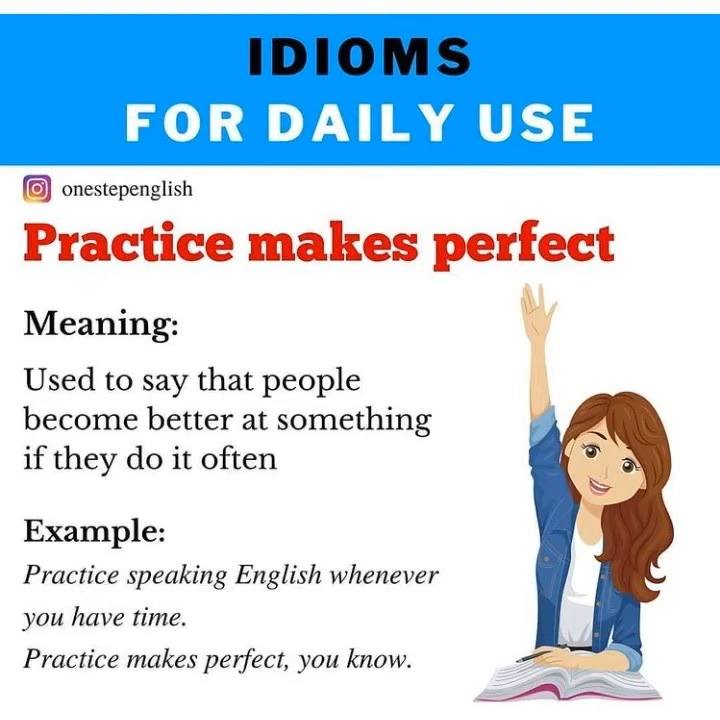 IDIOMS
FOR DAILY USE
onestepenglish
Practice makes perfect
Meaning:
Used to say that people
become better at something
if they do it often
Example:
Practice speaking English whenever
you have time.
Practice makes perfect, you know.